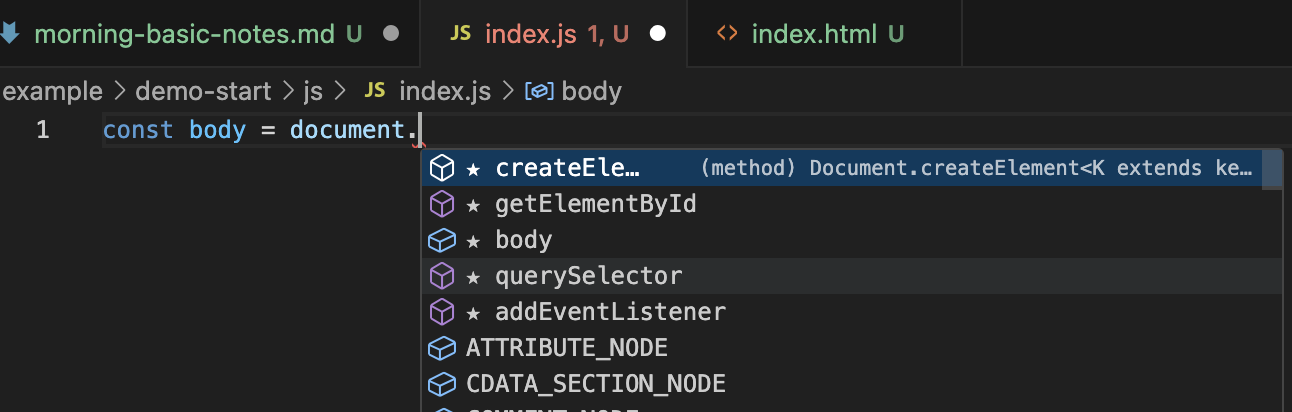 morning-basic-notes.md U JS index.js 1, U <> index.html U
example > demo-start > js > JS index.js > body
1 const body = document.
★ createEle… (method) Document.createElement<K extends ke…
★ getElementById
★ body
★ querySelector
★ addEventListener
ATTRIBUTE_NODE
CDATA_SECTION_NODE